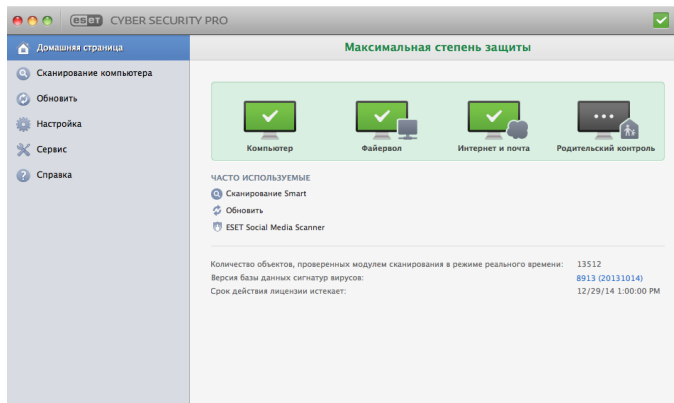 eset CYBER SECURITY PRO
Домашняя страница
Максимальная степень защиты
Сканирование компьютера
Обновить
Настройка
Сервис
Справка
Компьютер
Файервол
Интернет и почта
Родительский контроль
ЧАСТО ИСПОЛЬЗУЕМЫЕ
Сканирование Smart
Обновить
ESET Social Media Scanner
Количество объектов, проверенных модулем сканирования в режиме реального времени: 13512
Версия базы данных сигнатур вирусов: 8913 (20131014)
Срок действия лицензии истекает: 12/29/14 1:00:00 PM